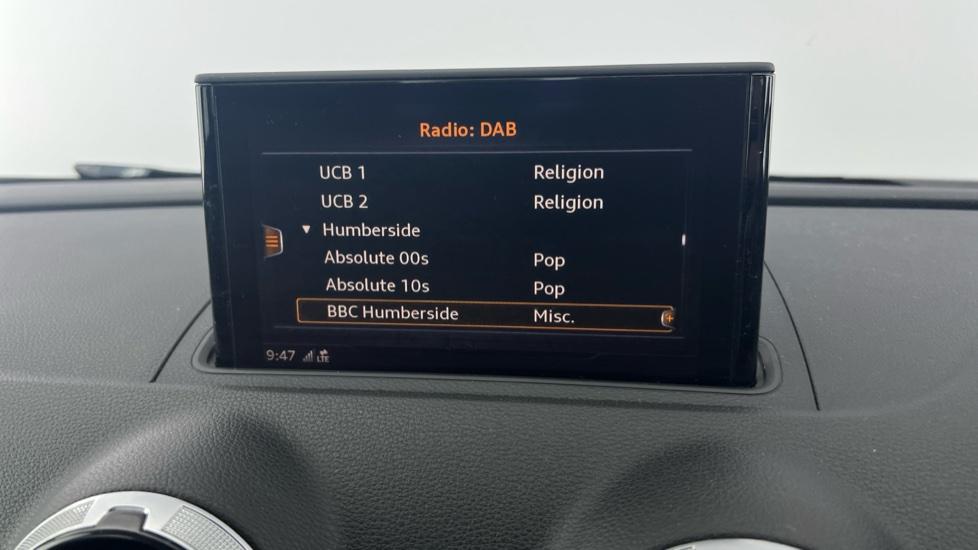 Radio: DAB
UCB 1 Religion
UCB 2 Religion
Humberside
Absolute 00s Pop
Absolute 10s Pop
BBC Humberside Misc.
9:47 LTE